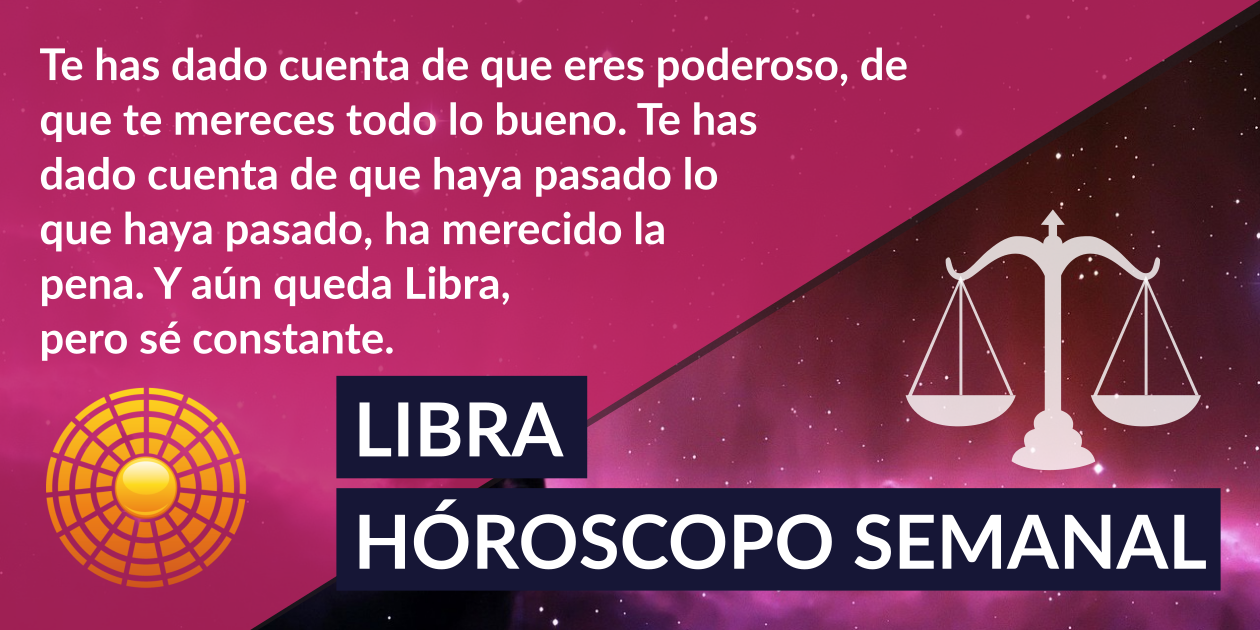 Te has dado cuenta de que eres poderoso, de
que te mereces todo lo bueno. Te has
dado cuenta de que haya pasado lo
que haya pasado, ha merecido la
pena. Y aún queda Libra,
pero sé constante.
LIBRA
HÓROSCOPO SEMANAL